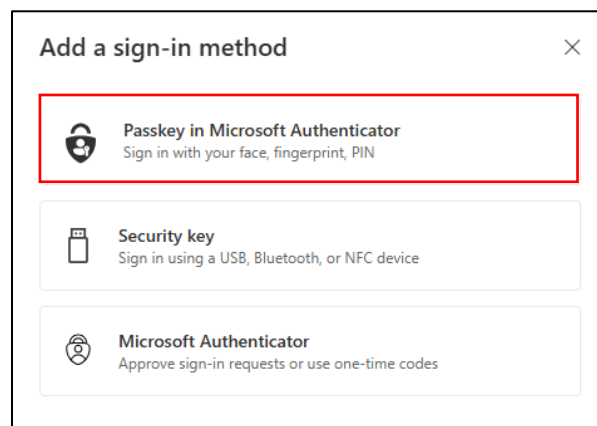 Add a sign-in method
Passkey in Microsoft Authenticator
Sign in with your face, fingerprint, PIN
Security key
Sign in using a USB, Bluetooth, or NFC device
Microsoft Authenticator
Approve sign-in requests or use one-time codes